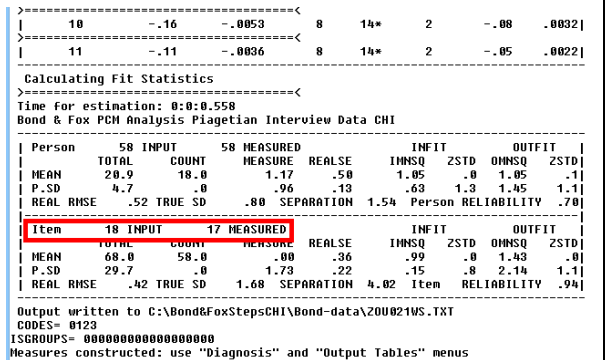 >=====================================<
|     10     -.16     -.0053     8     14*     2     -.08     .0032|
>=====================================<
|     11     -.11     -.0036     8     14*     2     -.05     .0022|
Calculating Fit Statistics
>=====================================<
Time for estimation: 0:0:0.558
Bond & Fox PCM Analysis Piagetian Interview Data CHI
| Person     58 INPUT     58 MEASURED     INFIT     OUTFIT     |
|     TOTAL     COUNT     MEASURE     REALSE     IMNSQ     ZSTD     OMNSQ     ZSTD|
| MEAN     20.9     18.0     1.17     .50     1.05     .0     1.05     .1|
| P.SD     4.7     .0     .96     .13     .63     1.3     1.45     1.1|
| REAL RMSE     .52 TRUE SD     .80     SEPARATION     1.54     Person RELIABILITY     .70|
| Item     18 INPUT     17 MEASURED     INFIT     OUTFIT     |
|     TOTAL     COUNT     MEASURE     REALSE     IMNSQ     ZSTD     OMNSQ     ZSTD|
| MEAN     68.0     58.0     .00     .36     .99     .0     1.43     .0|
| P.SD     29.7     .0     1.73     .22     .15     .8     2.14     1.1|
| REAL RMSE     .42 TRUE SD     1.68     SEPARATION     4.02     Item     RELIABILITY     .94|
Output written to C:\Bond&FoxStepsCHI\Bond-data\ZOU021WS.TXT
CODES= 0123
ISGROUPS= 000000000000000000
Measures constructed: use "Diagnosis" and "Output Tables" menus